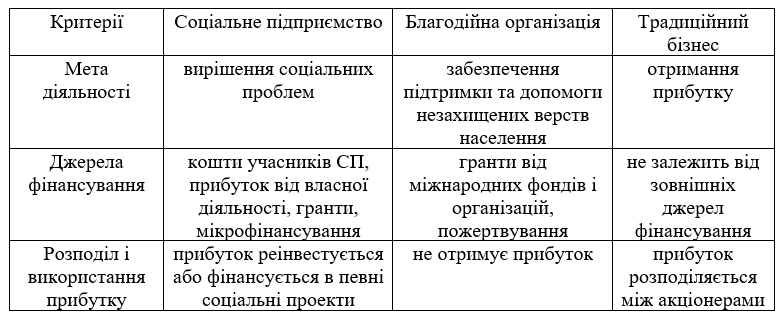 Критерії
Соціальне підприємство
Благодійна організація
Традиційний
бізнес
Мета
діяльності
вирішення соціальних
проблем
забезпечення
підтримки та допомоги
незахищених верств
населення
отримання
прибутку
Джерела
фінансування
кошти учасників СП,
прибуток від власної
діяльності, гранти,
мікрофінансування
гранти від
міжнародних фондів і
організацій,
пожертвування
не залежить від
зовнішніх
джерел
фінансування
Розподіл і
використання
прибутку
прибуток реінвестується
або фінансується в певні
соціальні проекти
не отримує прибуток
прибуток
розподіляється
між акціонерами